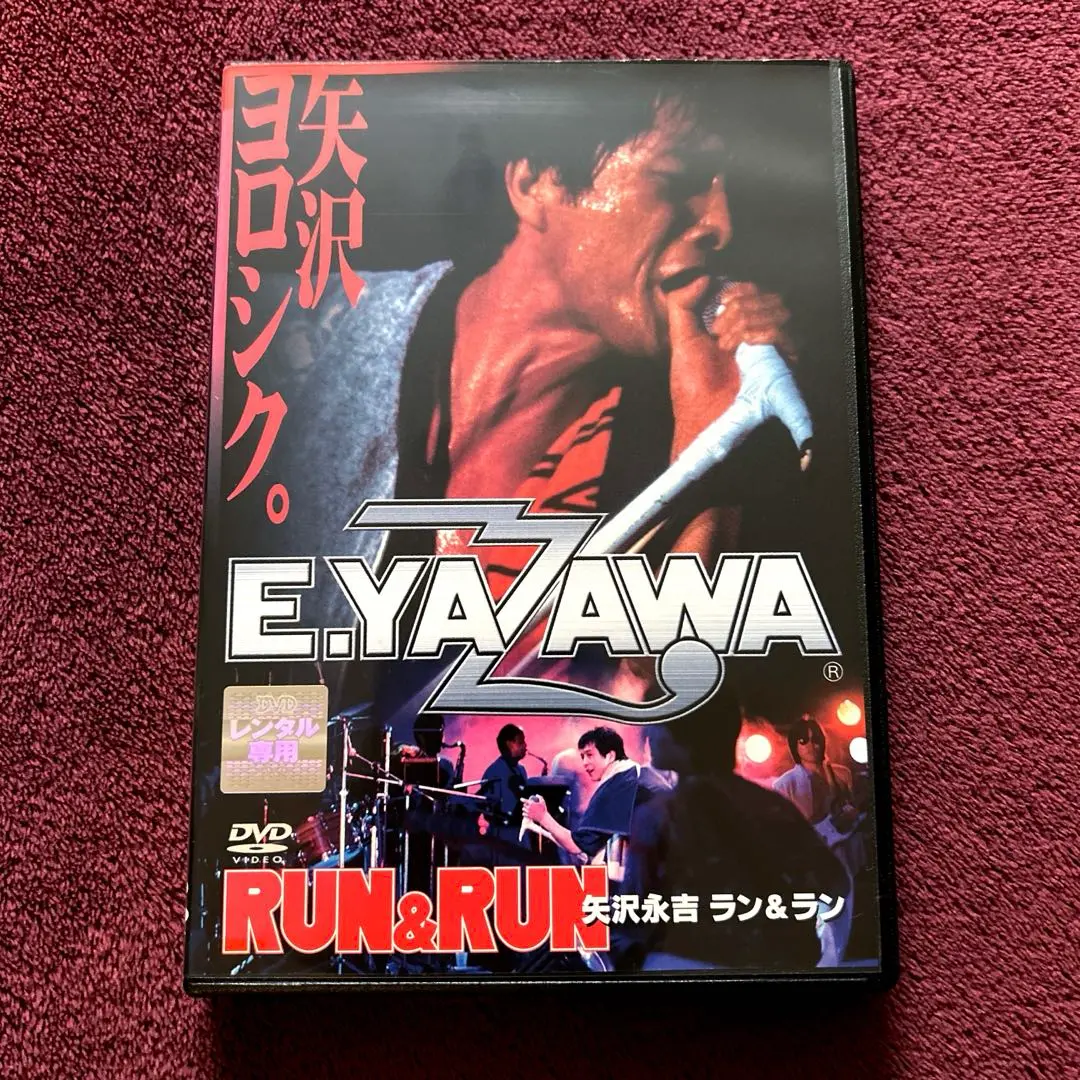 矢沢
ヨロシク。
E.YAZAWA
®
DVD
レンタル
専用
DVD
VIDEO
RUN&RUN
矢沢永吉 ラン&ラン